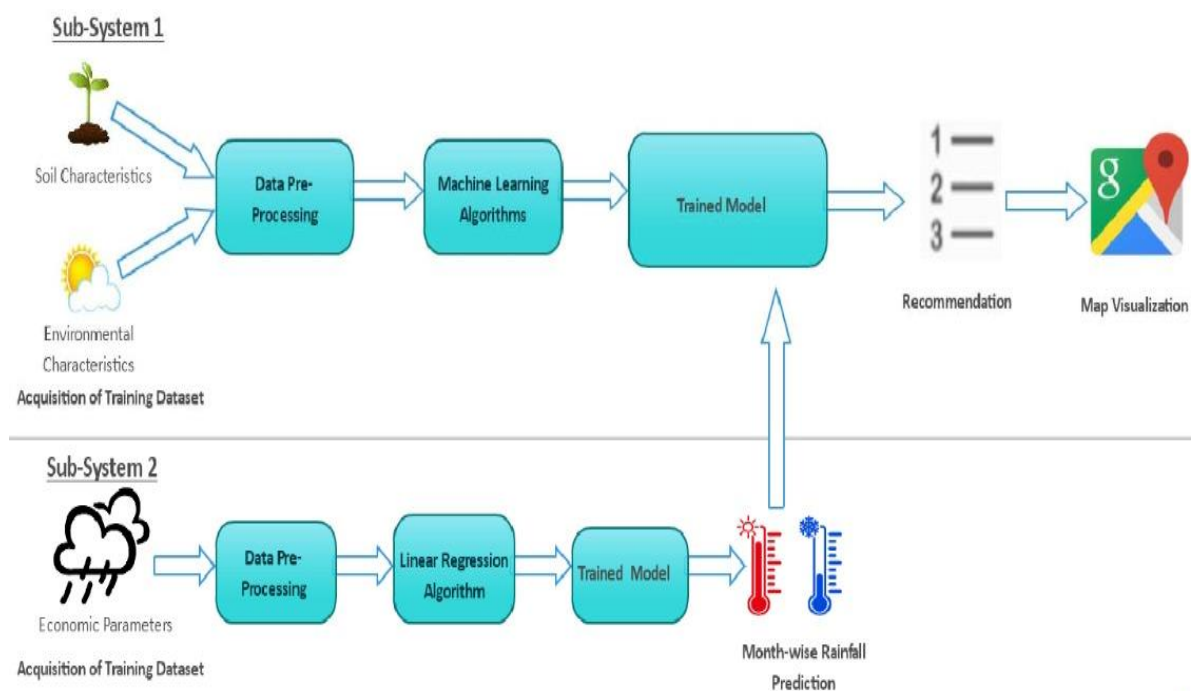 Sub-System 1
Soil Characteristics
Environmental
Characteristics
Acquisition of Training Dataset
Data Pre-
Processing
Machine Learning
Algorithms
Trained Model
1
2
3
Recommendation
g
Map Visualization
Sub-System 2
Economic Parameters
Acquisition of Training Dataset
Data Pre-
Processing
Linear Regression
Algorithm
Trained Model
Month-wise Rainfall
Prediction